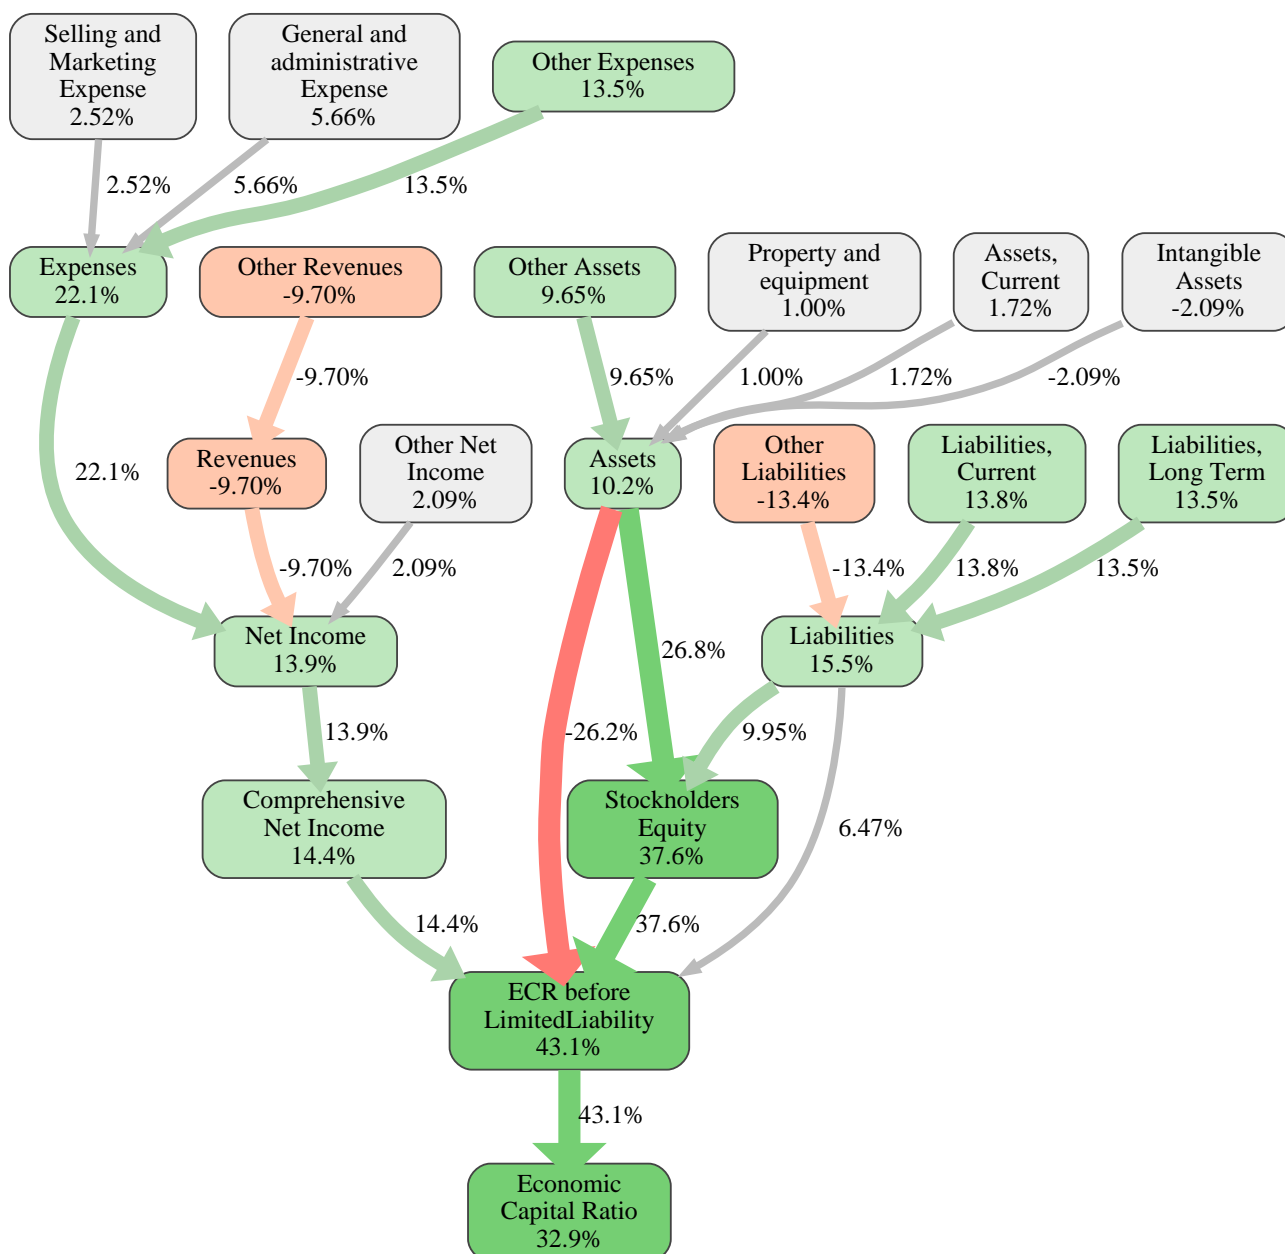 Selling and
Marketing
Expense
2.52%
General and
administrative
Expense
5.66%
Other Expenses
13.5%
2.52%
5.66%
13.5%
Expenses
22.1%
Other Revenues
-9.70%
Other Assets
9.65%
Property and
equipment
1.00%
Assets,
Current
1.72%
Intangible
Assets
-2.09%
-9.70%
9.65%
1.00%
1.72%
-2.09%
22.1%
Revenues
-9.70%
Other Net
Income
2.09%
Assets
10.2%
Other
Liabilities
-13.4%
Liabilities,
Current
13.8%
Liabilities,
Long Term
13.5%
-9.70%
2.09%
-13.4%
13.8%
13.5%
Net Income
13.9%
26.8%
Liabilities
15.5%
13.9%
-26.2%
9.95%
Comprehensive
Net Income
14.4%
Stockholders
Equity
37.6%
6.47%
14.4%
37.6%
ECR before
LimitedLiability
43.1%
43.1%
Economic
Capital Ratio
32.9%